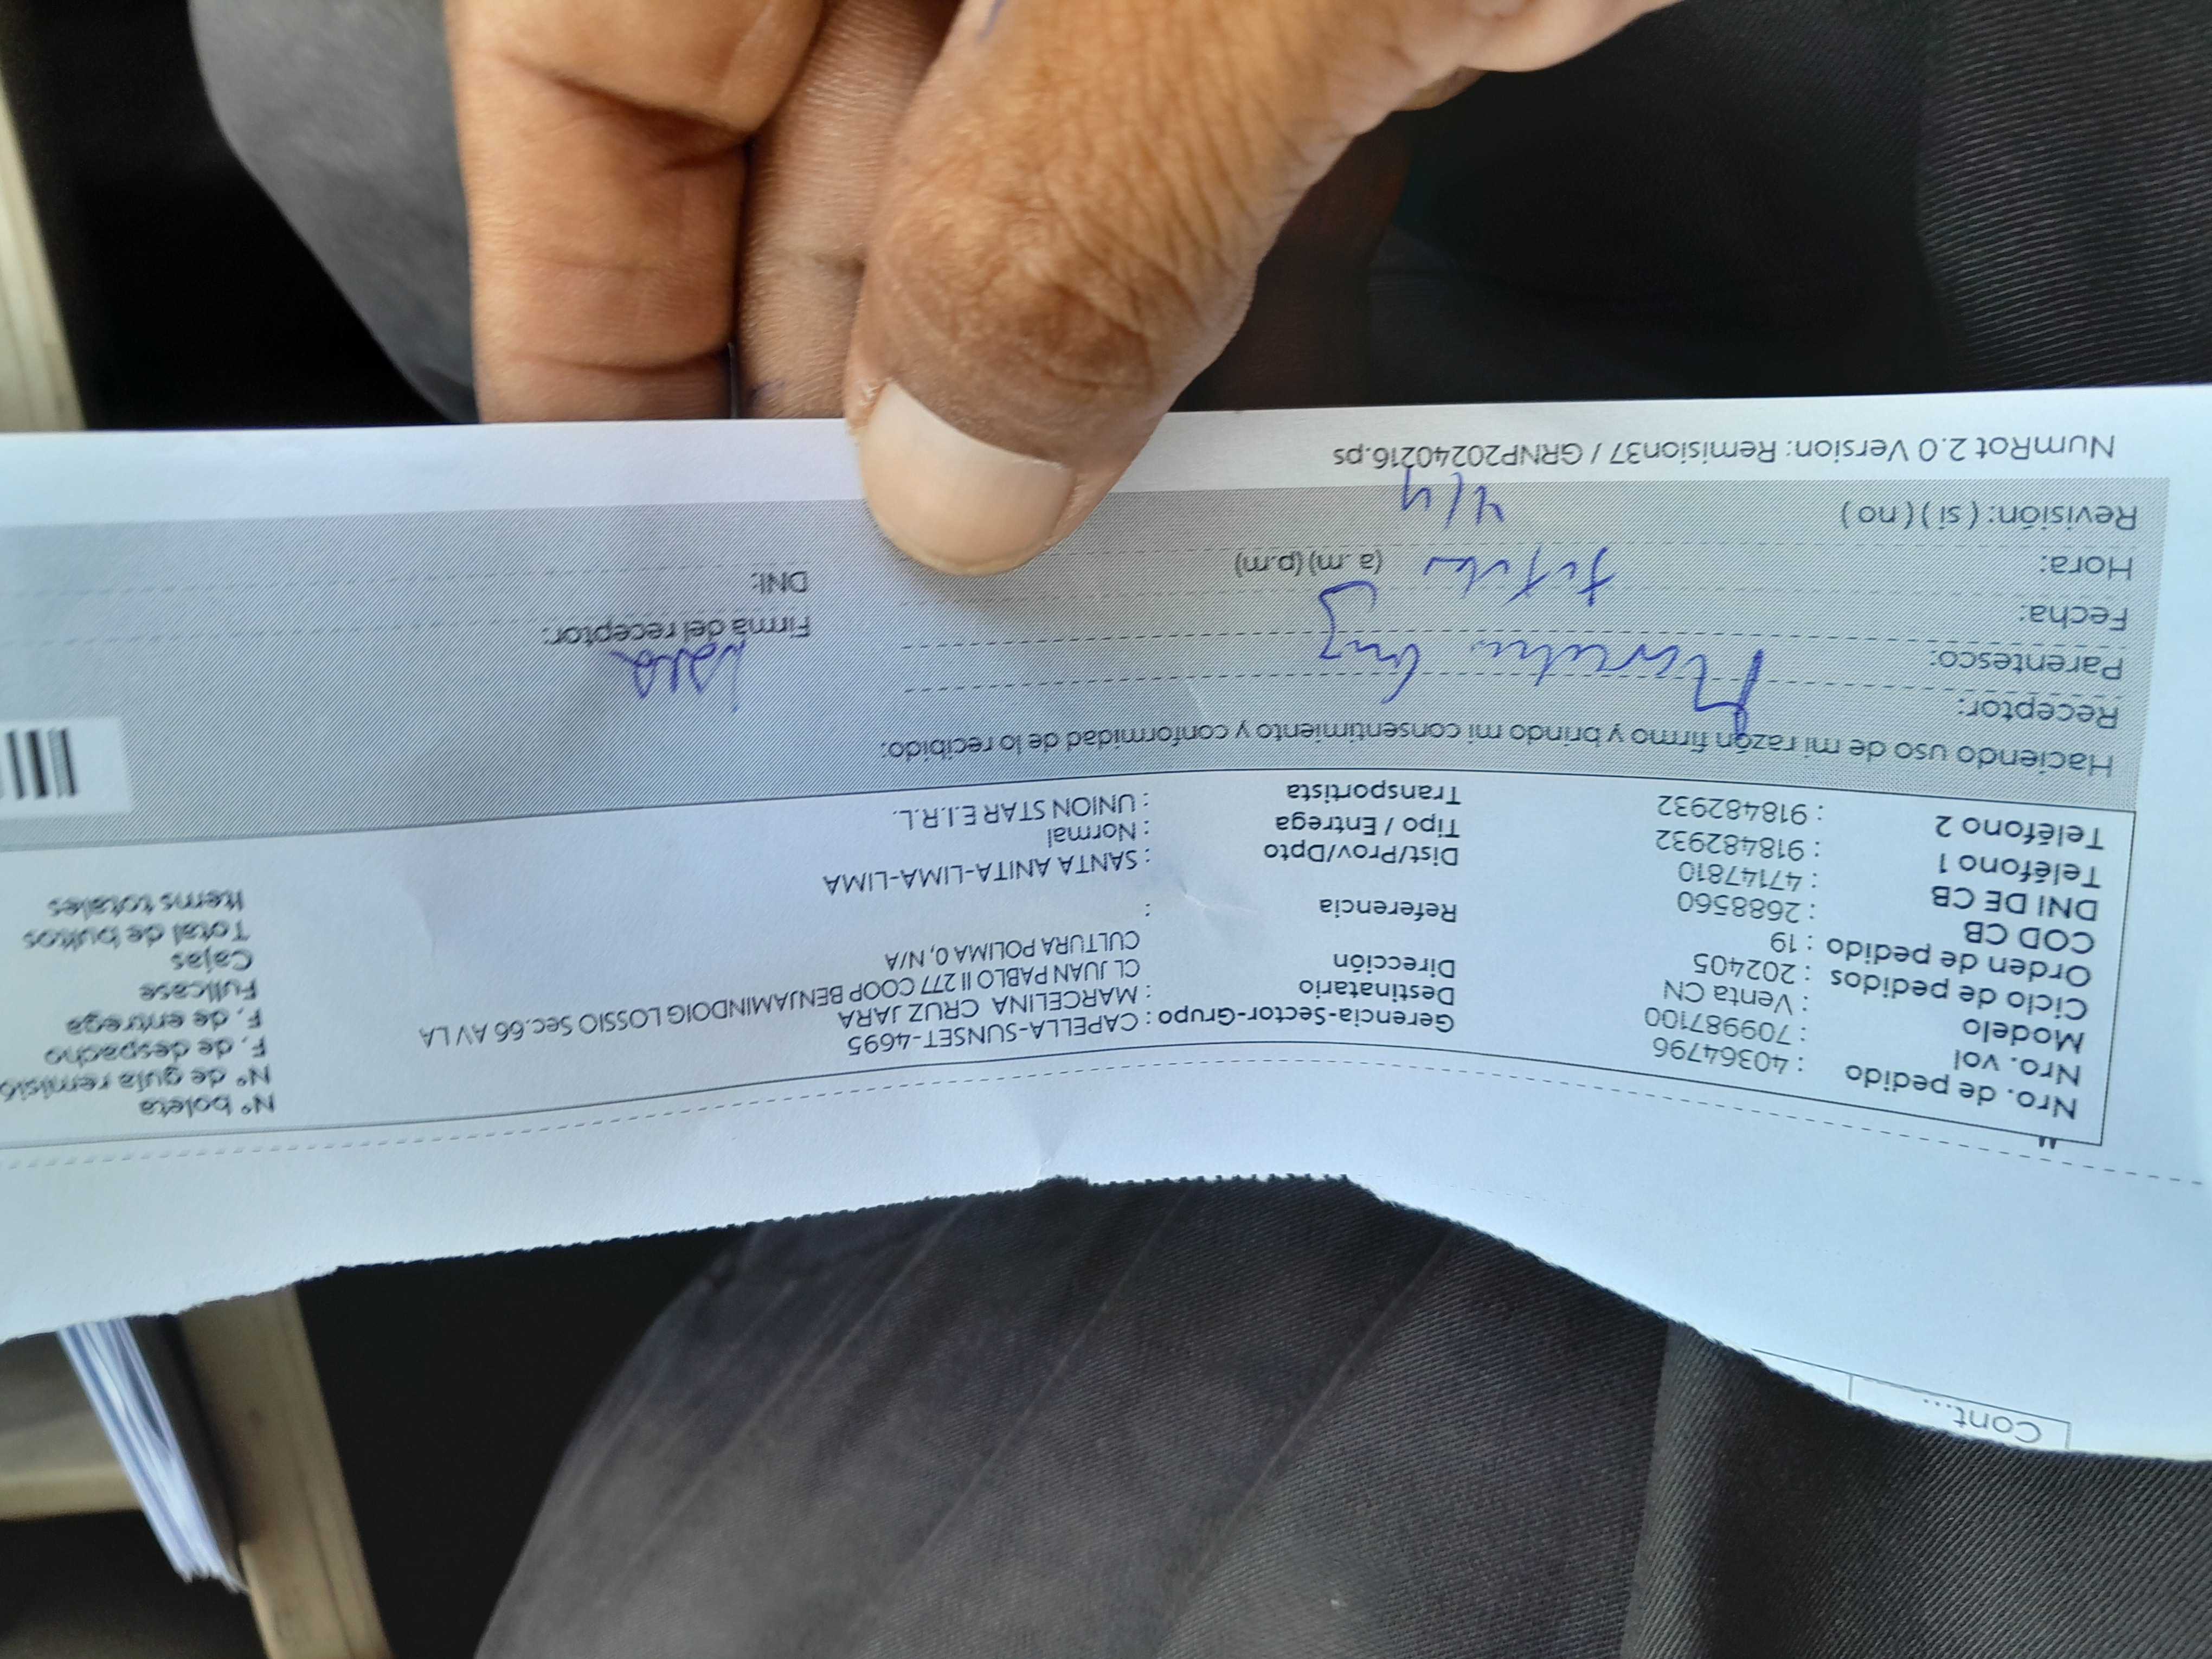 Cont...
Nro. de pedido : 40364796
Nro. vol : 709987100
Modelo : Venta CN
Ciclo de pedidos : 202405
Orden de pedido : 19
COD CB : 2688560
DNI DE CB : 47147810
Teléfono 1 : 918482932
Teléfono 2 : 918482932
Gerencia-Sector-Grupo : CAPELLA-SUNSET-4695
Destinatario : MARCELINA CRUZ JARA
Dirección CL JUAN PABLO II 277 COOP BENJAMINDOIG LOSSIO Sec.66 AV LA
CULTURA POLIMA 0, N/A
Referencia :
Dist/Prov/Dpto : SANTA ANITA-LIMA-LIMA
Tipo / Entrega : Normal
Transportista : UNION STAR E.I.R.L.
N° boleta
N° de guía remisió
F. de despacho
F. de entrega
Fullcase
Cajas
Total de bultos
Items totales
Haciendo uso de mi razón firmo y brindo mi consentimiento y conformidad de lo recibido:
Receptor:
Parentesco:
Fecha:
Hora: (a .m) (p.m)
Revisión: ( si ) ( no )
Firma del receptor:
DNI:
NumRot 2.0 Version: Remision37 / GRNP20240216.ps